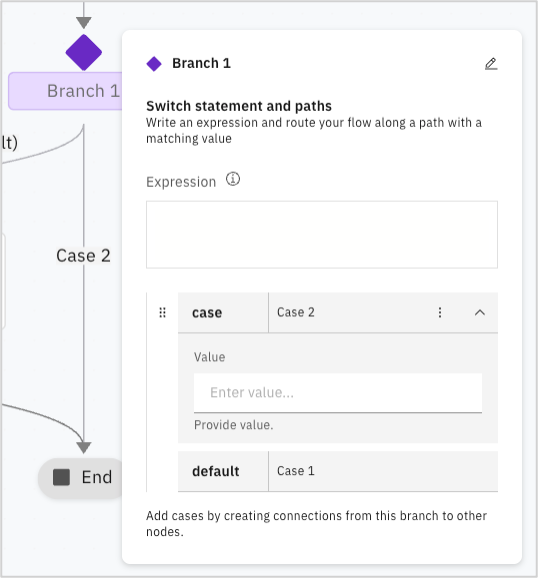 Branch 1
lt)
Case 2
End
Branch 1
Switch statement and paths
Write an expression and route your flow along a path with a
matching value
Expression
case
Case 2
Value
Enter value...
Provide value.
default
Case 1
Add cases by creating connections from this branch to other
nodes.